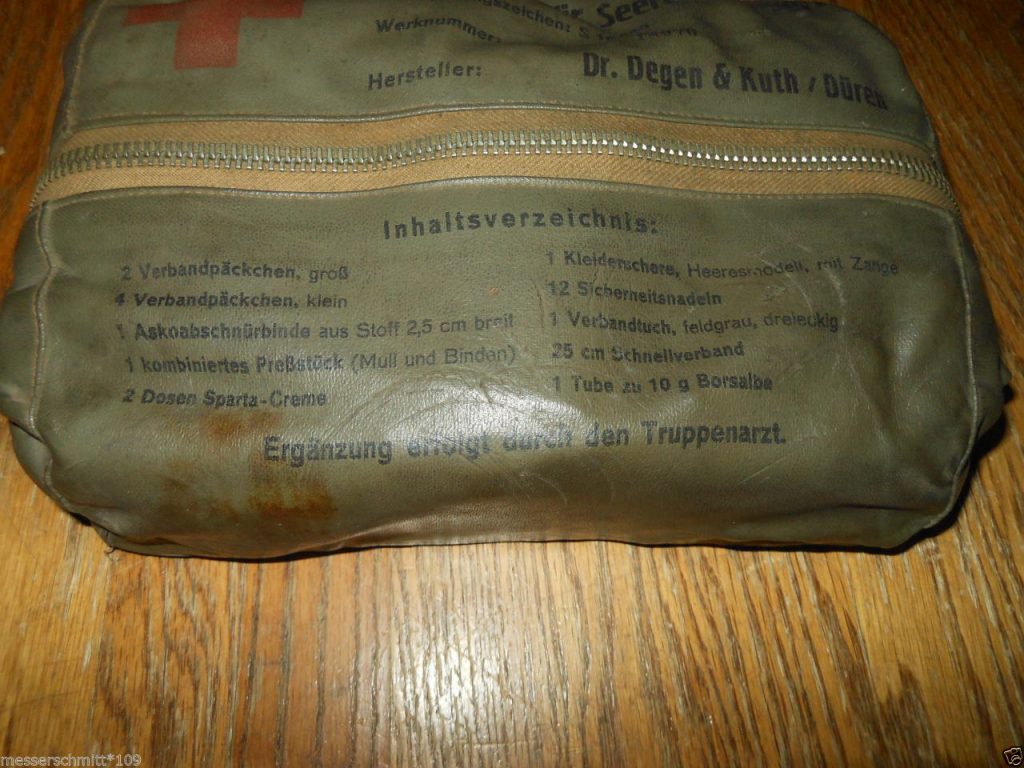 für
Werknummer:
Hersteller: Dr. Degen & Kuth / Düren
Inhaltsverzeichnis:
2 Verbandpäckchen, groß
4 Verbandpäckchen, klein
1 Askoabschnürbinde aus Stoff 2,5 cm breit
1 kombiniertes Preßstück (Mull und Binden)
2 Dosen Sparta-Creme
1 Kleiderschere, Heeresmodell, mit Zange
12 Sicherheitsnadeln
1 Verbandtuch, feldgrau, dreieckig
25 cm Schnellverband
1 Tube zu 10 g Borsalbe
Ergänzung erfolgt durch den Truppenarzt.
messerschmitt*109